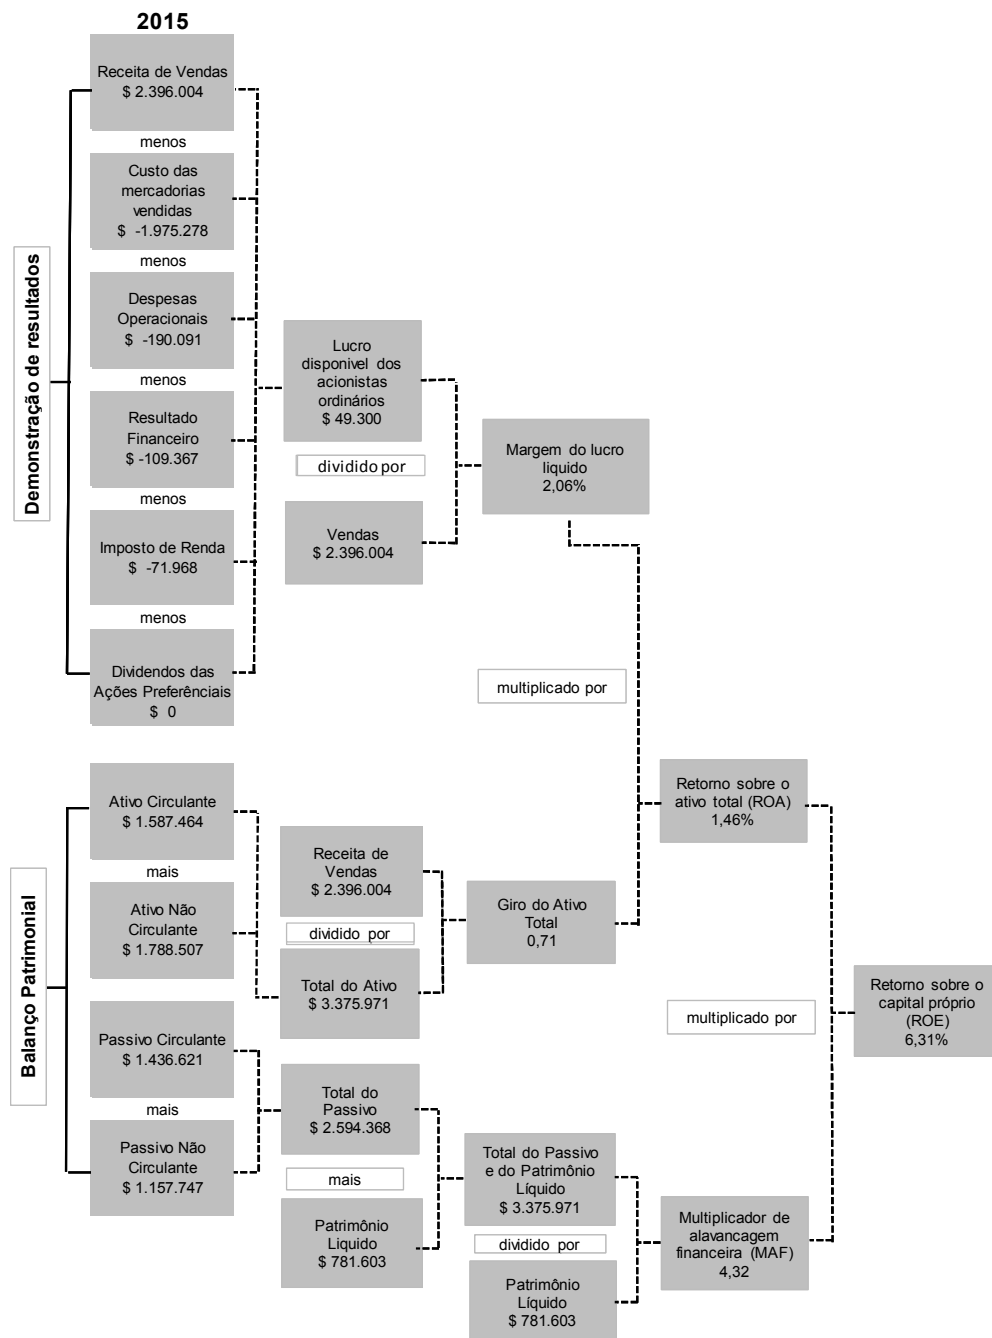 2015
Demonstração de resultados
Receita de Vendas
$ 2.396.004
menos
Custo das
mercadorias
vendidas
$ -1.975.278
menos
Despesas
Operacionais
$ -190.091
menos
Resultado
Financeiro
$ -109.367
menos
Imposto de Renda
$ -71.968
menos
Dividendos das
Ações Preferênciais
$ 0
Lucro
disponivel dos
acionistas
ordinários
$ 49.300
dividido por
Vendas
$ 2.396.004
Margem do lucro
liquido
2,06%
multiplicado por
Balanço Patrimonial
Ativo Circulante
$ 1.587.464
mais
Ativo Não
Circulante
$ 1.788.507
Passivo Circulante
$ 1.436.621
mais
Passivo Não
Circulante
$ 1.157.747
Receita de
Vendas
$ 2.396.004
dividido por
Total do Ativo
$ 3.375.971
Giro do Ativo
Total
0,71
Retorno sobre o
ativo total (ROA)
1,46%
Total do
Passivo
$ 2.594.368
mais
Patrimônio
Liquido
$ 781.603
Total do Passivo
e do Patrimônio
Líquido
$ 3.375.971
dividido por
Patrimônio
Líquido
$ 781.603
Multiplicador de
alavancagem
financeira (MAF)
4,32
multiplicado por
Retorno sobre o
capital próprio
(ROE)
6,31%